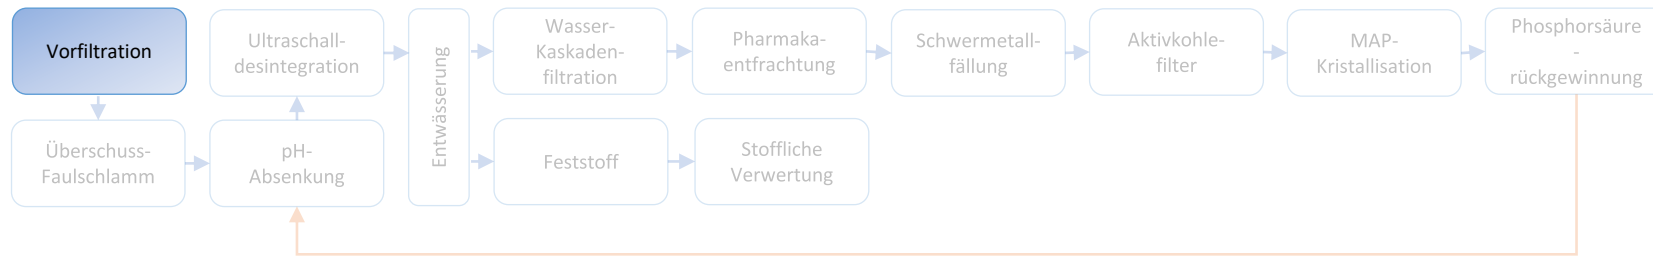 Vorfiltration
Überschuss-
Faulschlamm
pH-
Absenkung
Ultraschall-
desintegration
Entwässerung
Wasser-
Kaskaden-
filtration
Pharmaka-
entfrachtung
Schwermetall-
fällung
Aktivkohle-
filter
MAP-
Kristallisation
Phosphorsäure
-
rückgewinnung
Feststoff
Stoffliche
Verwertung